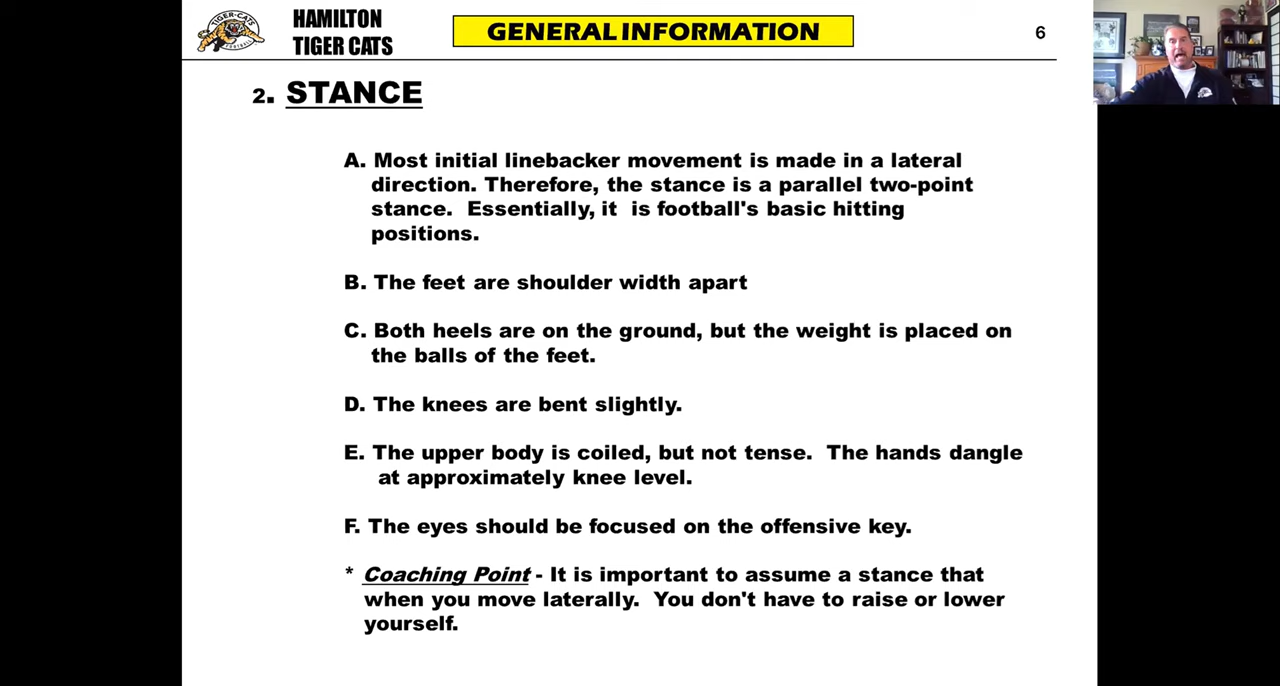 TIGER-CATS
FOOTBALL
HAMILTON
TIGER CATS
GENERAL INFORMATION
6
2. STANCE
A. Most initial linebacker movement is made in a lateral
direction. Therefore, the stance is a parallel two-point
stance. Essentially, it is football's basic hitting
positions.
B. The feet are shoulder width apart
C. Both heels are on the ground, but the weight is placed on
the balls of the feet.
D. The knees are bent slightly.
E. The upper body is coiled, but not tense. The hands dangle
at approximately knee level.
F. The eyes should be focused on the offensive key.
* Coaching Point - It is important to assume a stance that
when you move laterally. You don't have to raise or lower
yourself.